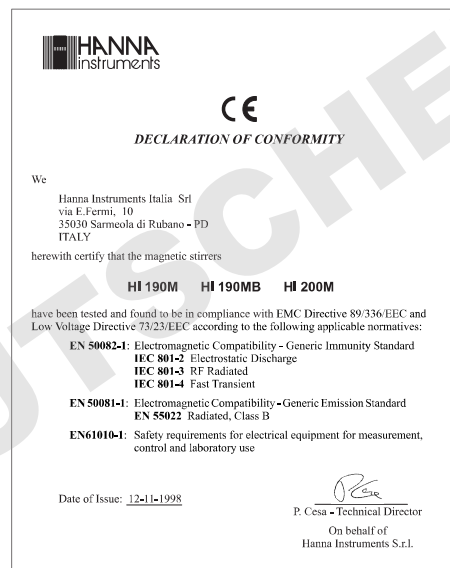 HANNA
instruments
CE
DECLARATION OF CONFORMITY
We
Hanna Instruments Italia Srl
via E.Fermi, 10
35030 Sarmeola di Rubano - PD
ITALY
herewith certify that the magnetic stirrers
HI 190M HI 190MB HI 200M
have been tested and found to be in compliance with EMC Directive 89/336/EEC and
Low Voltage Directive 73/23/EEC according to the following applicable normatives:
EN 50082-1: Electromagnetic Compatibility - Generic Immunity Standard
IEC 801-2 Electrostatic Discharge
IEC 801-3 RF Radiated
IEC 801-4 Fast Transient
EN 50081-1: Electromagnetic Compatibility - Generic Emission Standard
EN 55022 Radiated, Class B
EN61010-1: Safety requirements for electrical equipment for measurement,
control and laboratory use
Date of Issue: 12-11-1998
P. Cesa - Technical Director
On behalf of
Hanna Instruments S.r.l.
UTSCHE